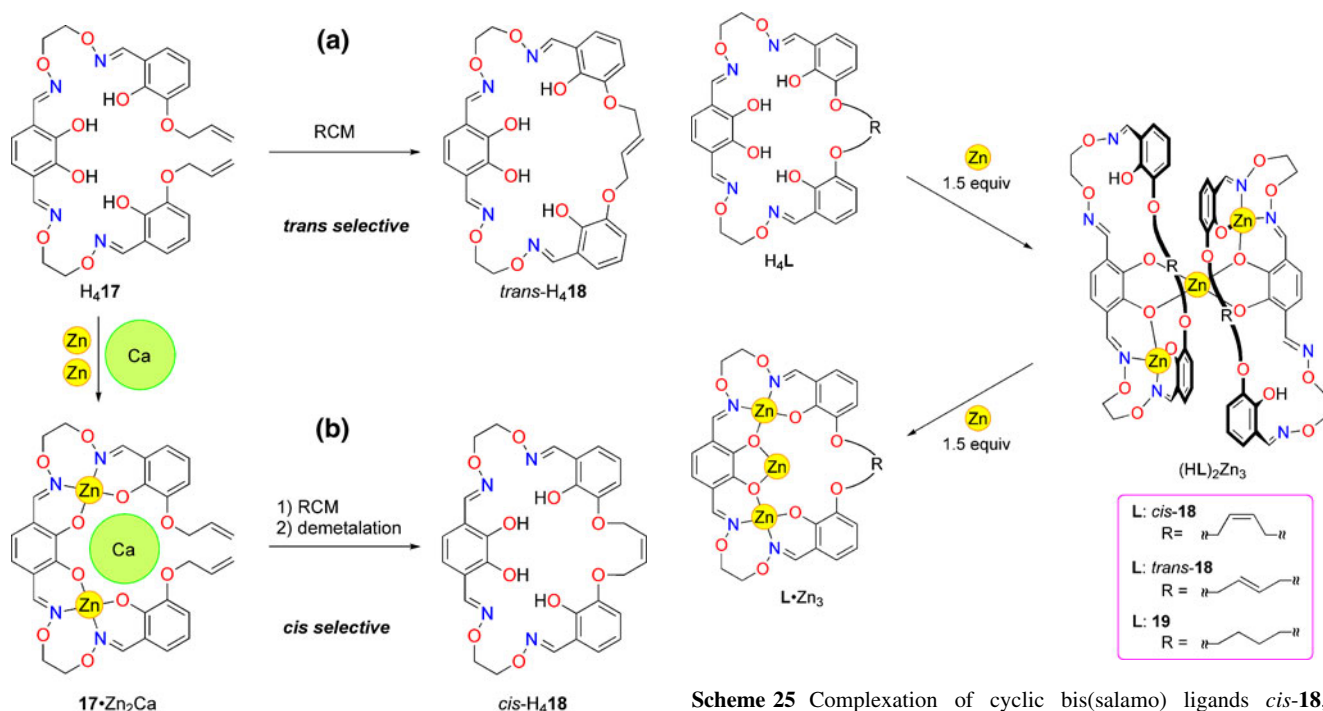 (a)
H₄17
RCM
trans selective
trans-H₄18
Zn
Zn
Ca
(b)
Zn
Ca
Zn
17•Zn₂Ca
1) RCM
2) demetalation
cis selective
cis-H₄18
H₄L
R
Zn
1.5 equiv
Zn
Zn
Zn
R
R
(HL)₂Zn₃
Zn
1.5 equiv
Zn
Zn
Zn
R
L•Zn₃
L: cis-18
R=
L: trans-18
R =
L: 19
R =
Scheme 25 Complexation of cyclic bis(salamo) ligands cis-18,